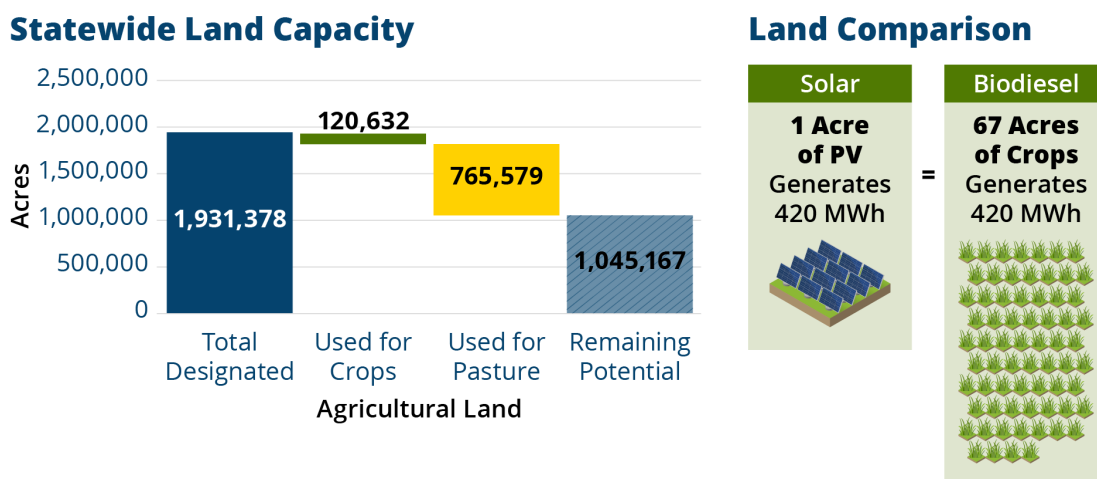 Statewide Land Capacity
2,500,000
2,000,000
1,500,000
1,000,000
500,000
0
Acres
1,931,378
120,632
765,579
1,045,167
Total
Designated
Used for
Crops
Used for
Pasture
Remaining
Potential
Agricultural Land
Land Comparison
Solar
1 Acre
of PV
Generates
420 MWh
=
Biodiesel
67 Acres
of Crops
Generates
420 MWh